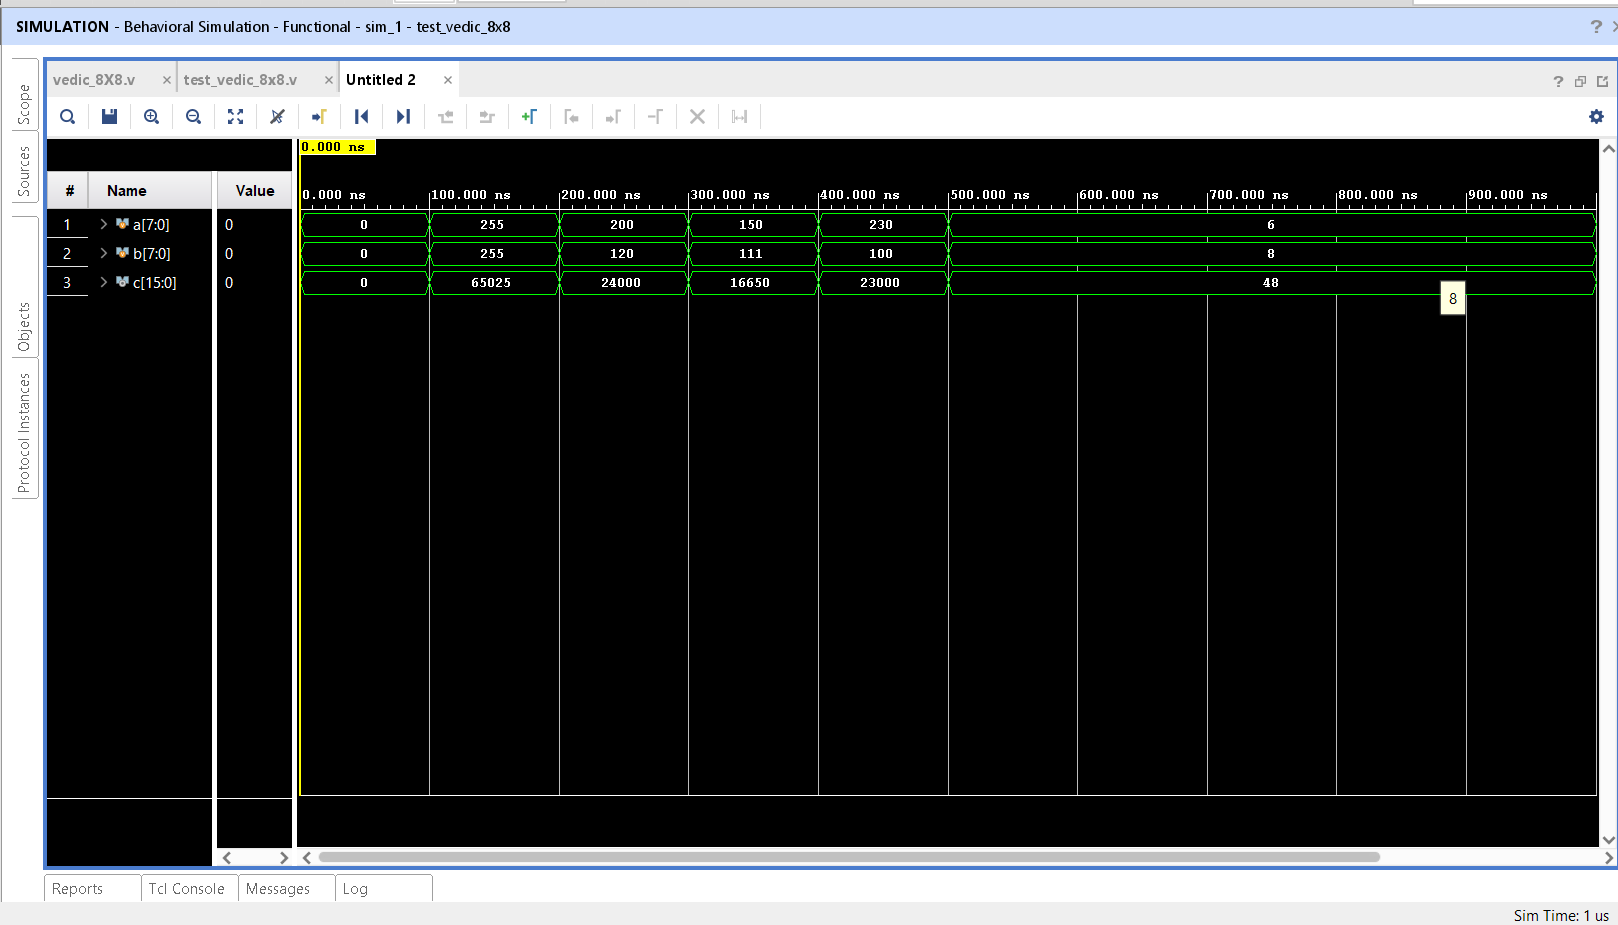 SIMULATION - Behavioral Simulation - Functional - sim_1 - test_vedic_8x8 ?
vedic_8X8.v × test_vedic_8x8.v × Untitled 2 × ?
Scope
Sources
Objects
Protocol Instances
0.000 ns
# Name Value
0.000 ns 100.000 ns 200.000 ns 300.000 ns 400.000 ns 500.000 ns 600.000 ns 700.000 ns 800.000 ns 900.000 ns
1 > a[7:0] 0 0 255 200 150 230 6
2 > b[7:0] 0 0 255 120 111 100 8
3 > c[15:0] 0 0 65025 24000 16650 23000 48
8
Reports Tcl Console Messages Log
Sim Time: 1 us